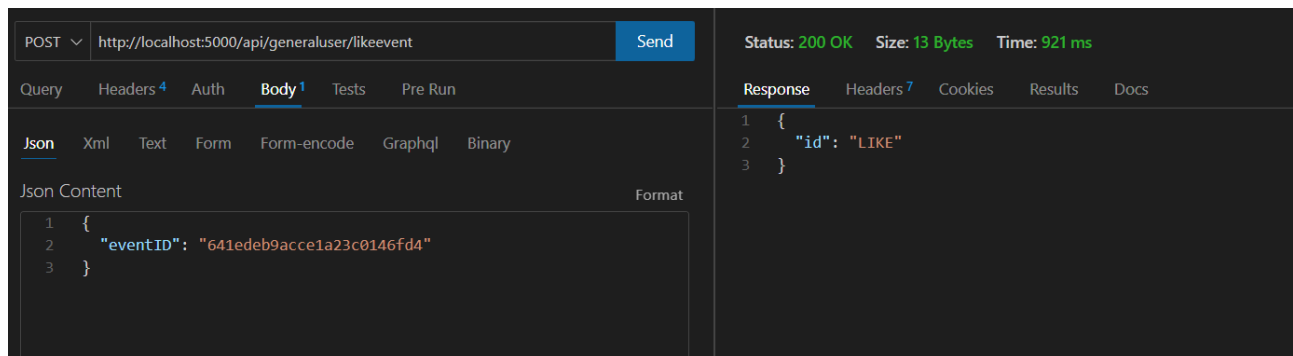 POST http://localhost:5000/api/generaluser/likeevent Send
Query Headers 4 Auth Body 1 Tests Pre Run
Json Xml Text Form Form-encode Graphql Binary
Json Content Format
1 {
2 "eventID": "641edeb9acce1a23c0146fd4"
3 }
Status: 200 OK Size: 13 Bytes Time: 921 ms
Response Headers 7 Cookies Results Docs
1 {
2 "id": "LIKE"
3 }